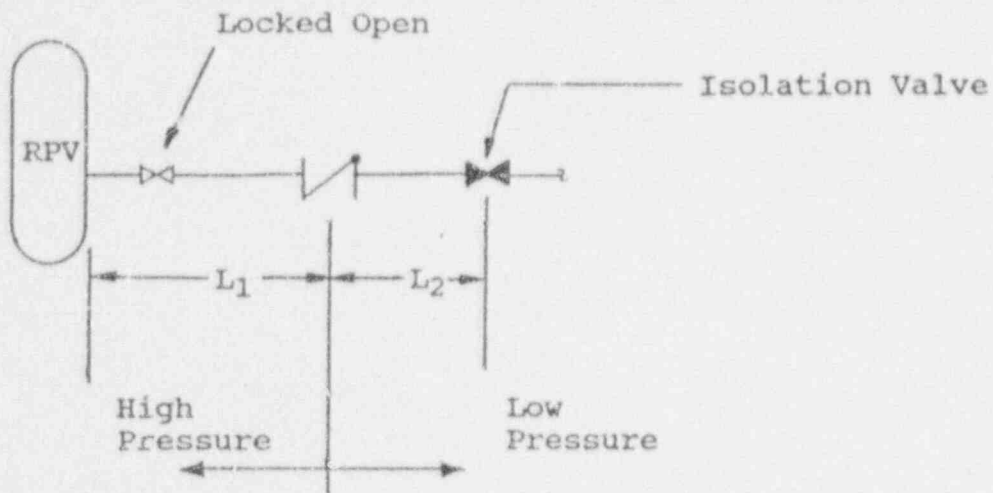 Locked Open
Isolation Valve
RPV
L1
L2
High
Pressure
Low
Pressure